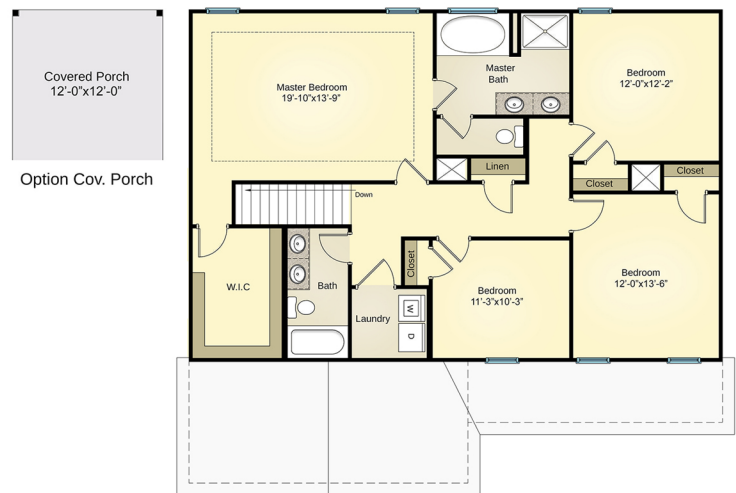 Covered Porch
12'-0"x12'-0"
Option Cov. Porch
Master Bedroom
19'-10"x13'-9"
Master
Bath
Bedroom
12'-0"x12'-2"
Linen
Closet
Closet
Down
W.I.C
Bath
Closet
Laundry
W
D
Bedroom
11'-3"x10'-3"
Bedroom
12'-0"x13'-6"